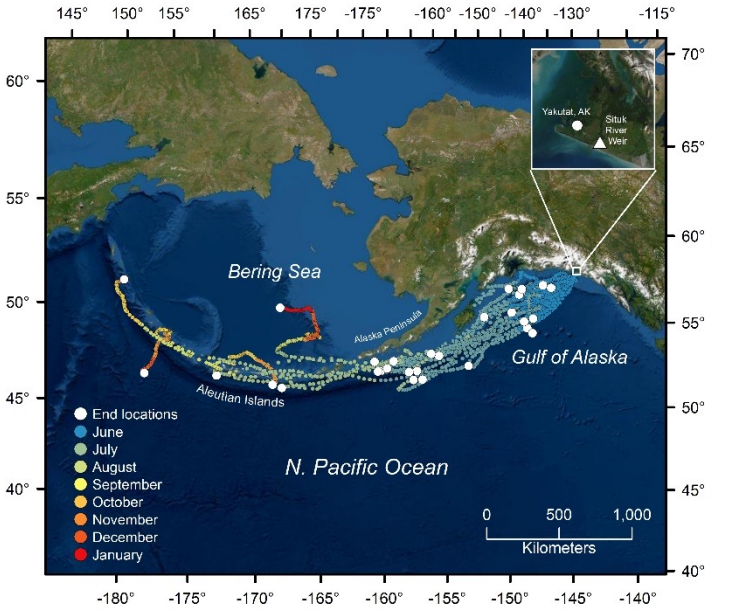 145° 150° 155° 165° 170° 175° -175° -160° -150° -140° -130° -115°
70°
60°
Yakutat, AK
Situk
River
Weir
65°
55°
60°
Bering Sea
50°
Alaska Peninsula
55°
Gulf of Alaska
Aleutian Islands
45°
End locations
50°
June
July
August
N. Pacific Ocean
September
40°
45°
October
November
0 500 1,000
December
Kilometers
January
40°
-180° -175° -170° -165° -160° -155° -150° -145° -140°